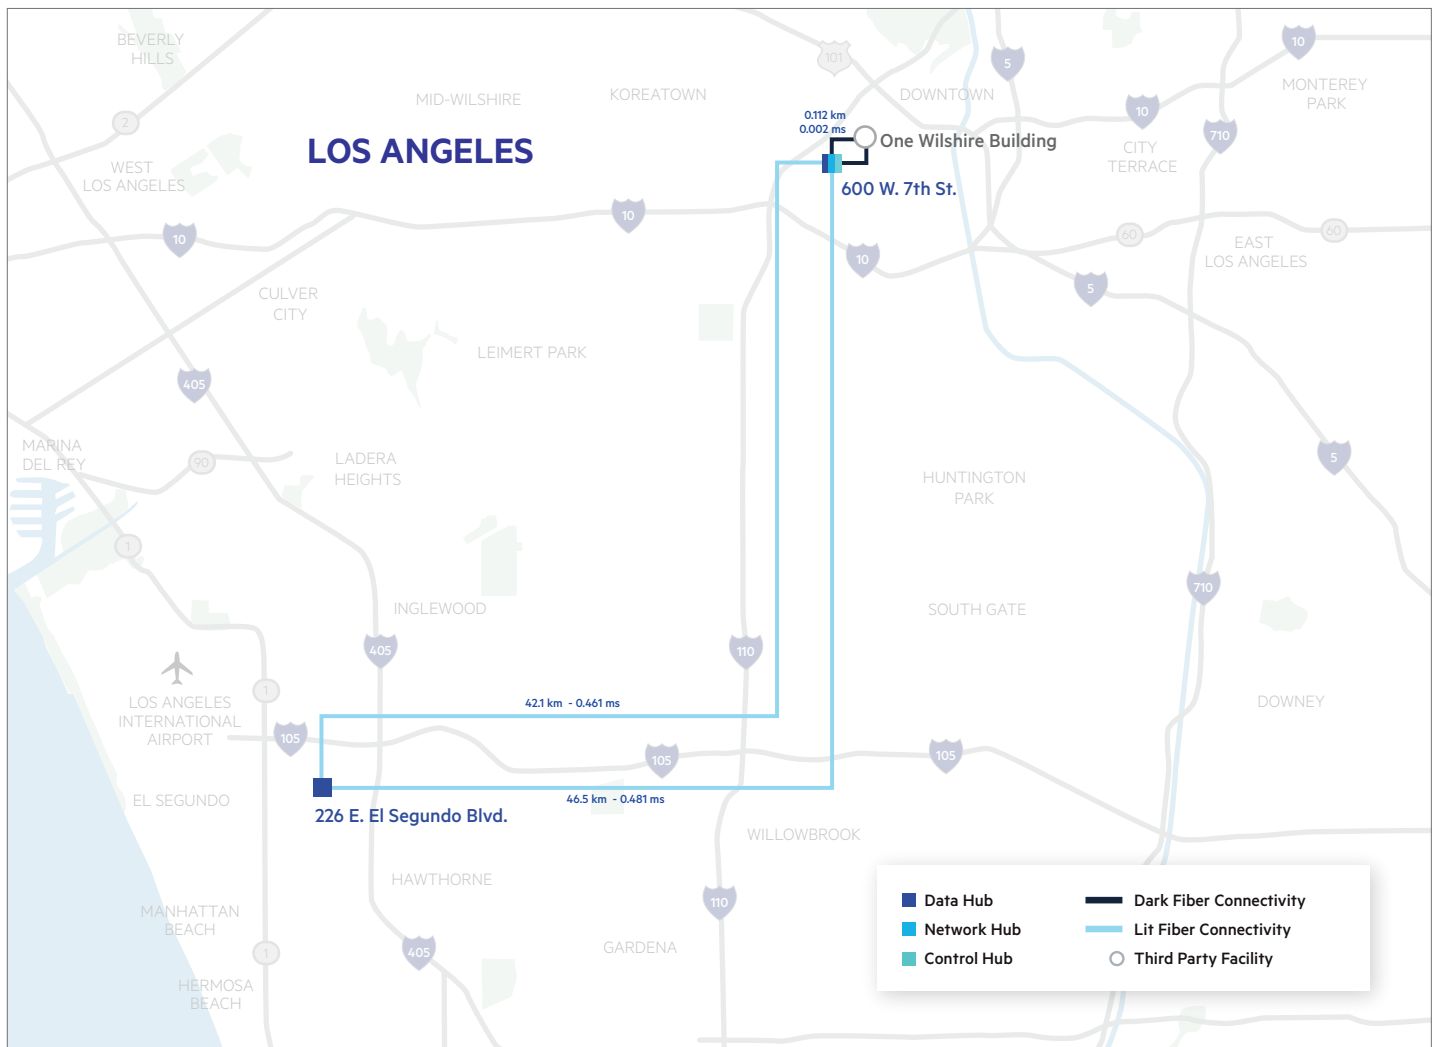 BEVERLY
HILLS
101
5
10
MONTEREY
PARK
MID-WILSHIRE
KOREATOWN
DOWNTOWN
2
10
710
0.112 km
0.002 ms
LOS ANGELES
One Wilshire Building
CITY
TERRACE
WEST
LOS ANGELES
600 W. 7th St.
10
10
60
60
EAST
LOS ANGELES
10
5
CULVER
CITY
LEIMERT PARK
405
MARINA
DEL REY
90
LADERA
HEIGHTS
5
HUNTINGTON
PARK
1
710
INGLEWOOD
SOUTH GATE
405
110
1
LOS ANGELES
INTERNATIONAL
AIRPORT
42.1 km - 0.461 ms
DOWNEY
105
105
105
EL SEGUNDO
46.5 km - 0.481 ms
226 E. El Segundo Blvd.
WILLOWBROOK
HAWTHORNE
110
MANHATTAN
BEACH
405
GARDENA
1
HERMOSA
BEACH
Data Hub
Network Hub
Control Hub
Dark Fiber Connectivity
Lit Fiber Connectivity
Third Party Facility